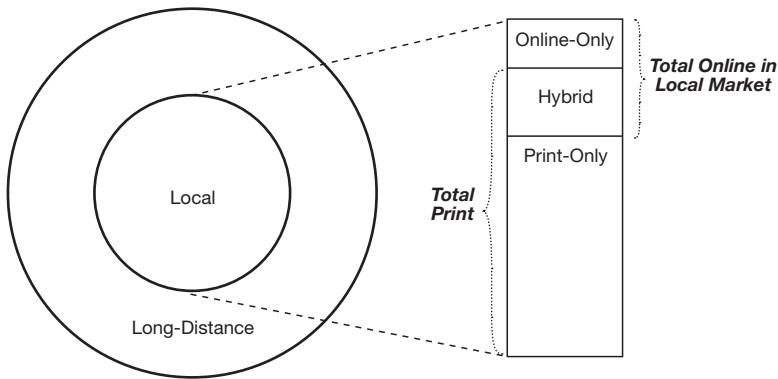 Online-Only
Total Online in
Local Market
Hybrid
Print-Only
Total
Print
Local
Long-Distance